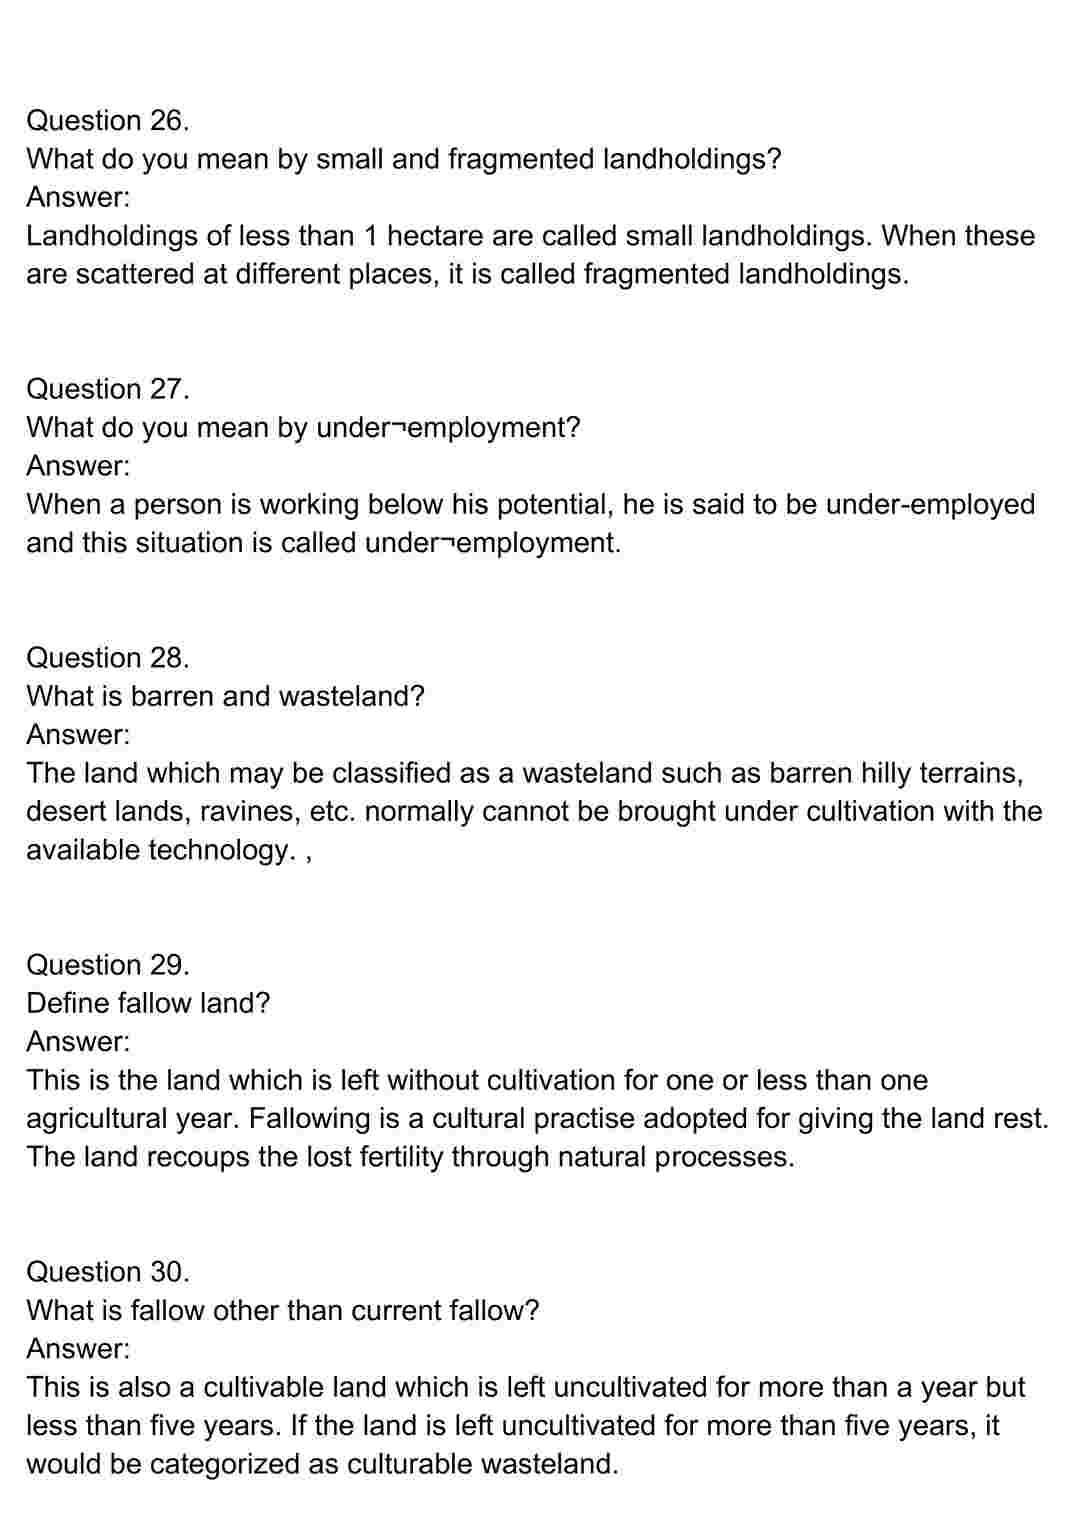 Question 26.
What do you mean by small and fragmented landholdings?
Answer:
Landholdings of less than 1 hectare are called small landholdings. When these
are scattered at different places, it is called fragmented landholdings.
Question 27.
What do you mean by under¬employment?
Answer:
When a person is working below his potential, he is said to be under-employed
and this situation is called under¬employment.
Question 28.
What is barren and wasteland?
Answer:
The land which may be classified as a wasteland such as barren hilly terrains,
desert lands, ravines, etc. normally cannot be brought under cultivation with the
available technology. ,
Question 29.
Define fallow land?
Answer:
This is the land which is left without cultivation for one or less than one
agricultural year. Fallowing is a cultural practise adopted for giving the land rest.
The land recoups the lost fertility through natural processes.
Question 30.
What is fallow other than current fallow?
Answer:
This is also a cultivable land which is left uncultivated for more than a year but
less than five years. If the land is left uncultivated for more than five years, it
would be categorized as culturable wasteland.